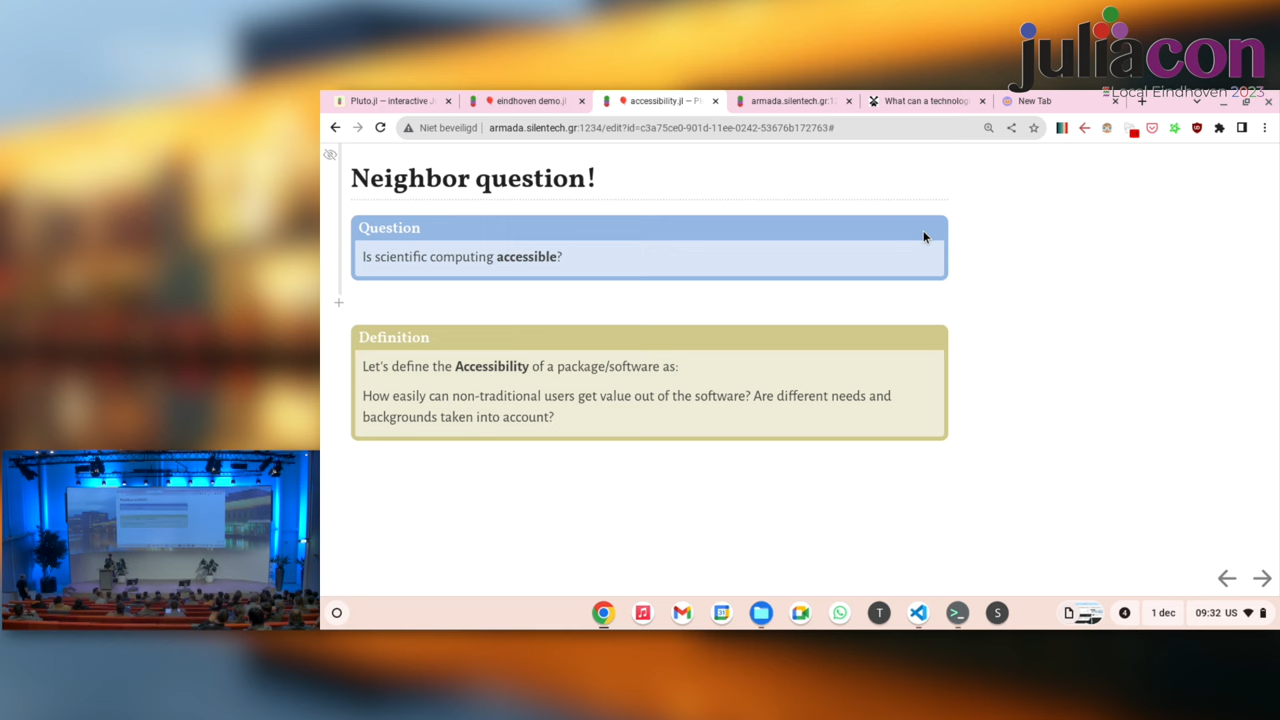 juliacon
Local Eindhoven 2023
Pluto.jl — interactive J
eindhoven demo.jl
accessibility.jl — P
armada.silentech.gr:1
What can a technolog
New Tab
Niet beveiligd
armada.silentech.gr:1234/edit?id=c3a75ce0-901d-11ee-0242-53676b172763#
Neighbor question!
Question
Is scientific computing accessible?
Definition
Let's define the Accessibility of a package/software as:
How easily can non-traditional users get value out of the software? Are different needs and
backgrounds taken into account?
T
S
4
1 dec
09:32 US